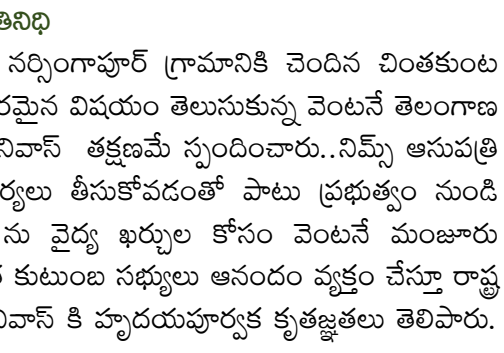 తినిధి
నర్సింగాపూర్ గ్రామానికి చెందిన చింతకుంట
రమైన విషయం తెలుసుకున్న వెంటనే తెలంగాణ
నివాస్ తక్షణమే స్పందించారు..నిమ్స్ ఆసుపత్రి
ర్యలు తీసుకోవడంతో పాటు ప్రభుత్వం నుండి
ను వైద్య ఖర్చుల కోసం వెంటనే మంజూరు
కుటుంబ సభ్యులు ఆనందం వ్యక్తం చేస్తూ రాష్ట్ర
నివాస్ కి హృదయపూర్వక కృతజ్ఞతలు తెలిపారు.